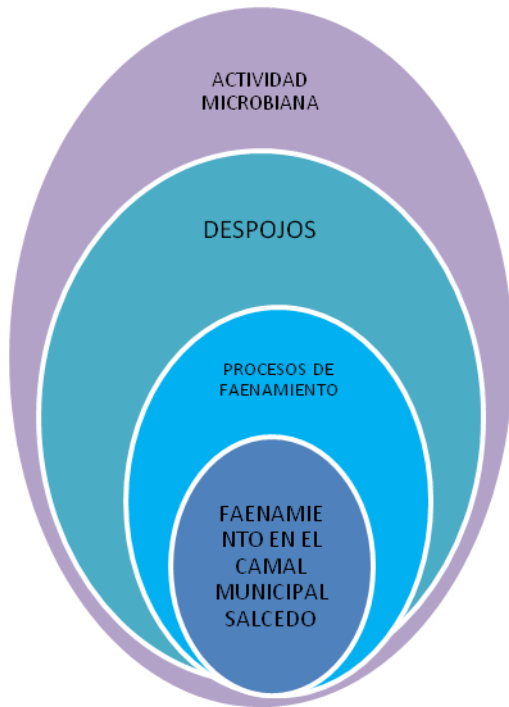 ACTIVIDAD
MICROBIANA
DESPOJOS
PROCESOS DE
FAENAMIENTO
FAENAMIE
NTO EN EL
CAMAL
MUNICIPAL
SALCEDO